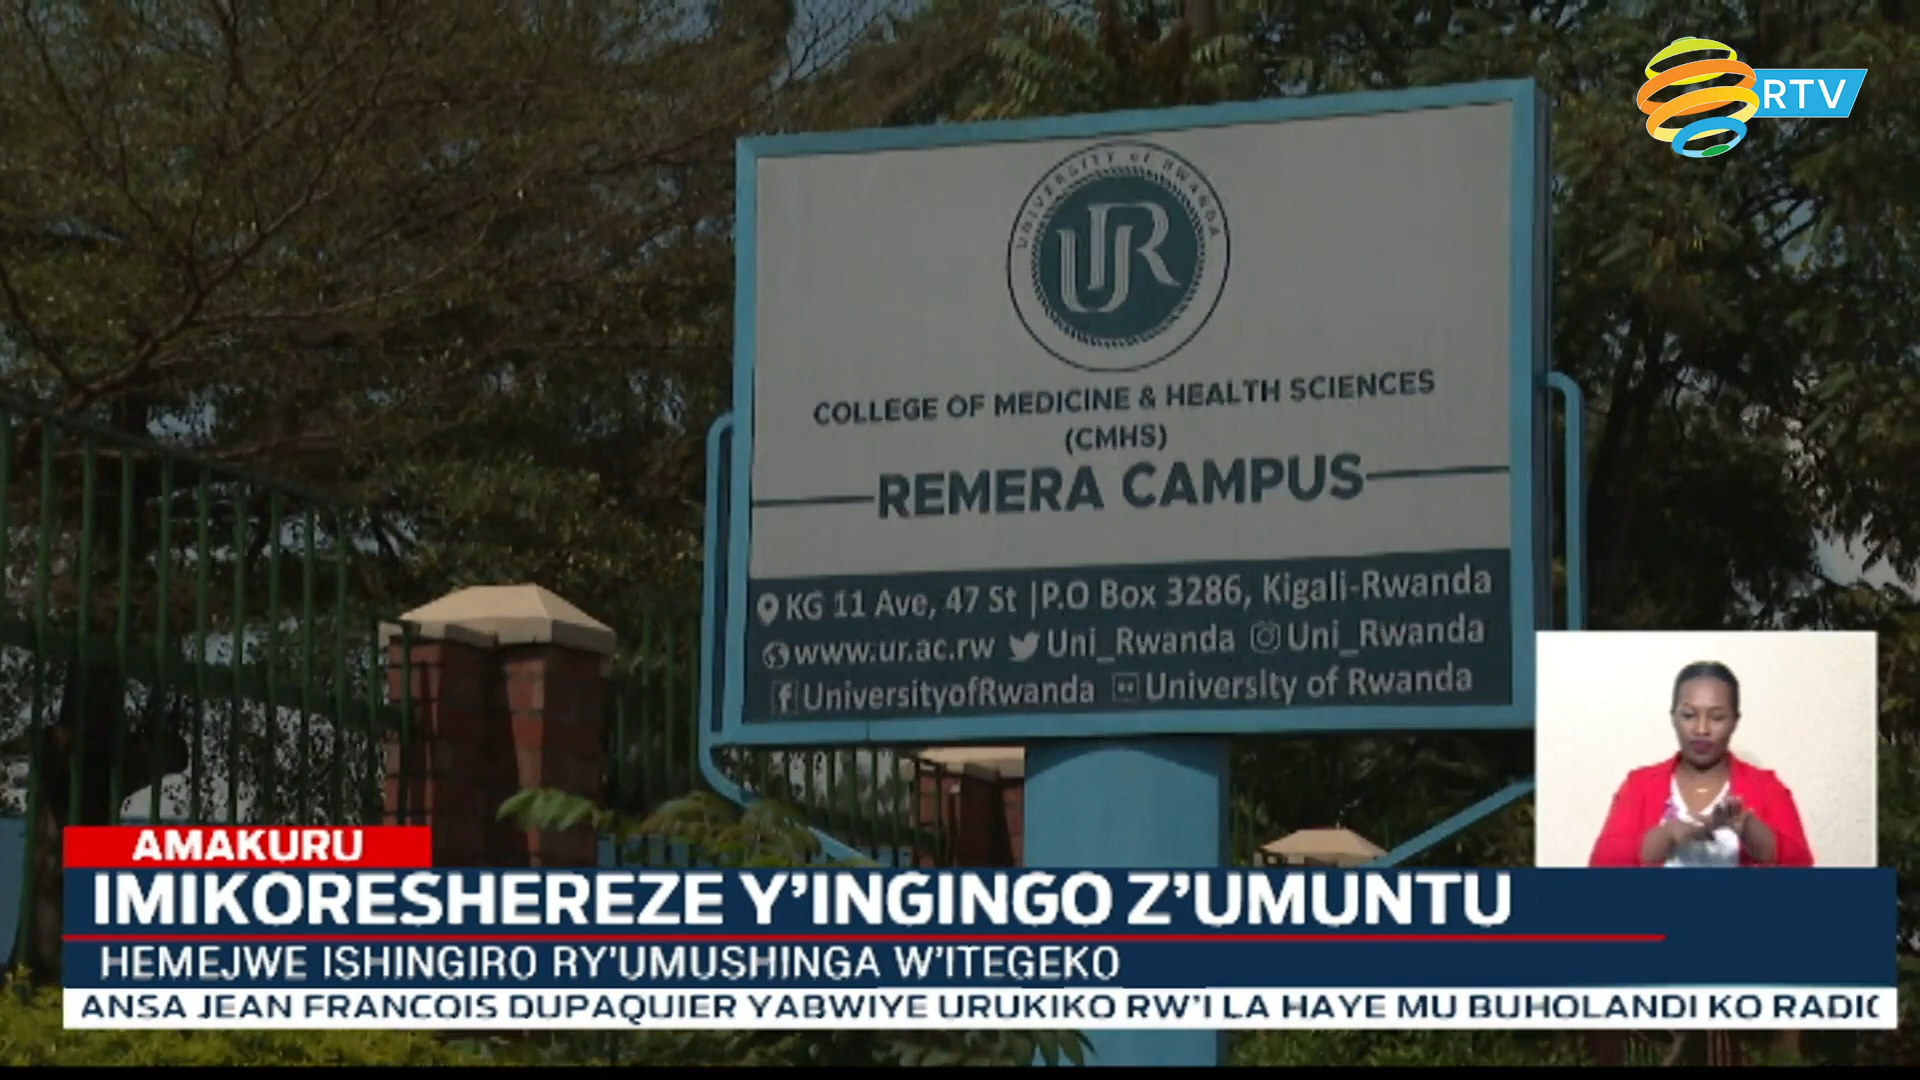 RTV
UNIVERSITY of RWANDA
UR
COLLEGE OF MEDICINE & HEALTH SCIENCES
(CMHS)
REMERA CAMPUS
KG 11 Ave, 47 St |P.O Box 3286, Kigali-Rwanda
www.ur.ac.rw Uni_Rwanda Uni_Rwanda
UniversityofRwanda University of Rwanda
AMAKURU
IMIKORESHEREZE Y'INGINGO Z'UMUNTU
HEMEJWE ISHINGIRO RY'UMUSHINGA W'ITEGEKO
ANSA JEAN FRANCOIS DUPAQUIER YABWIYE URUKIKO RW'I LA HAYE MU BUHOLANDI KO RADIO